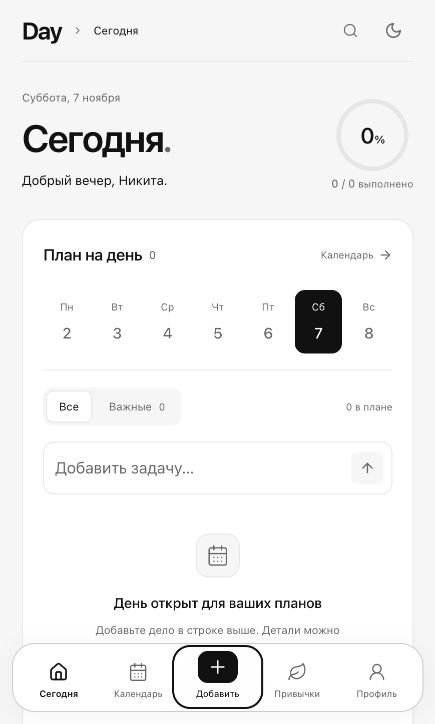 Day > Сегодня
Суббота, 7 ноября
Сегодня.
Добрый вечер, Никита.
0%
0 / 0 выполнено
План на день 0
Календарь →
Пн Вт Ср Чт Пт Сб Вс
2 3 4 5 6 7 8
Все Важные 0
0 в плане
Добавить задачу...
День открыт для ваших планов
Добавьте дело в строке выше. Детали можно
Сегодня Календарь Добавить Привычки Профиль